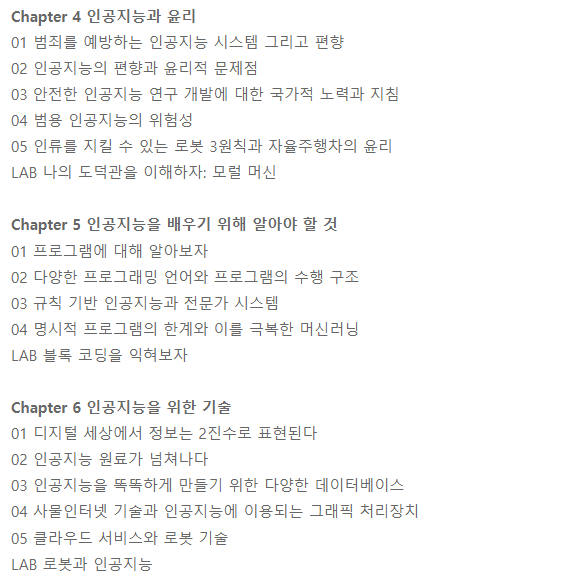 Chapter 4 인공지능과 윤리
01 범죄를 예방하는 인공지능 시스템 그리고 편향
02 인공지능의 편향과 윤리적 문제점
03 안전한 인공지능 연구 개발에 대한 국가적 노력과 지침
04 범용 인공지능의 위험성
05 인류를 지킬 수 있는 로봇 3원칙과 자율주행차의 윤리
LAB 나의 도덕관을 이해하자: 모럴 머신
Chapter 5 인공지능을 배우기 위해 알아야 할 것
01 프로그램에 대해 알아보자
02 다양한 프로그래밍 언어와 프로그램의 수행 구조
03 규칙 기반 인공지능과 전문가 시스템
04 명시적 프로그램의 한계와 이를 극복한 머신러닝
LAB 블록 코딩을 익혀보자
Chapter 6 인공지능을 위한 기술
01 디지털 세상에서 정보는 2진수로 표현된다
02 인공지능 원료가 넘쳐나다
03 인공지능을 똑똑하게 만들기 위한 다양한 데이터베이스
04 사물인터넷 기술과 인공지능에 이용되는 그래픽 처리장치
05 클라우드 서비스와 로봇 기술
LAB 로봇과 인공지능